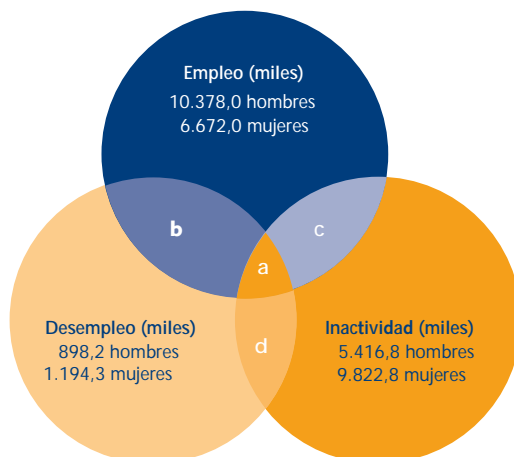 Empleo (miles)
10.378,0 hombres
6.672,0 mujeres
b
c
a
Desempleo (miles)
898,2 hombres
1.194,3 mujeres
d
Inactividad (miles)
5.416,8 hombres
9.822,8 mujeres